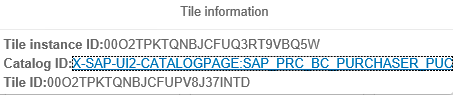 Tile information
Tile instance ID:00O2TPKTQNBJCFUQ3RT9VBQ5W
Catalog ID:X-SAP-UI2-CATALOGPAGE:SAP_PRC_BC_PURCHASER_PUC
Tile ID:00O2TPKTQNBJCFUPV8J37INTD